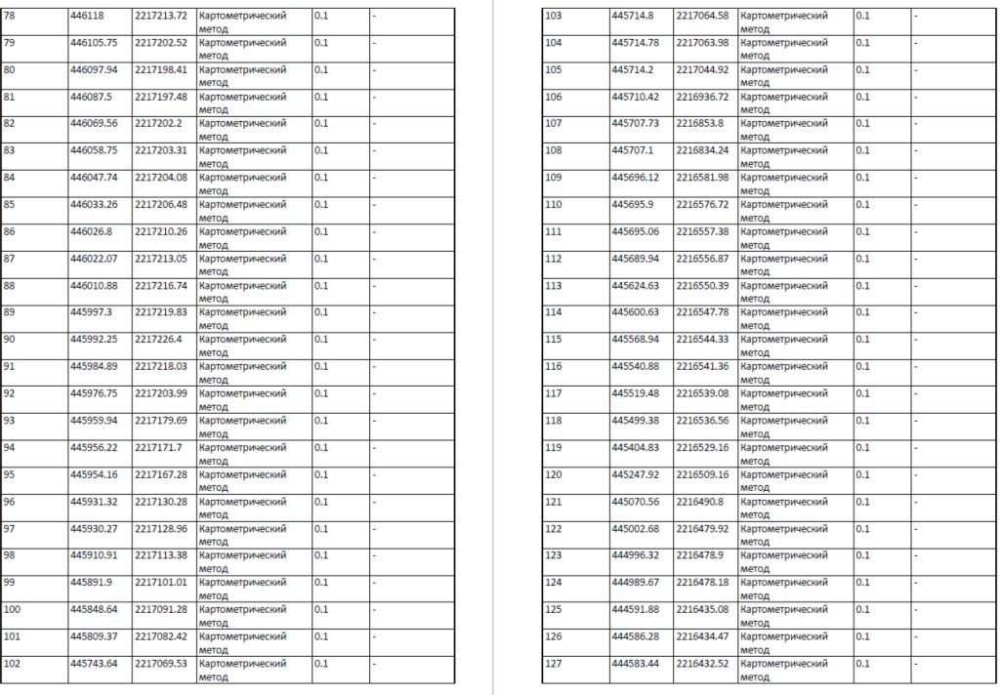 78 446118 2217213.72 Картометрический 0.1 -
метод
79 446105.75 2217202.52 Картометрический 0.1 -
метод
80 446097.94 2217198.41 Картометрический 0.1 -
метод
81 446087.5 2217197.48 Картометрический 0.1 -
метод
82 446069.56 2217202.2 Картометрический 0.1 -
метод
83 446058.75 2217203.31 Картометрический 0.1 -
метод
84 446047.74 2217204.08 Картометрический 0.1 -
метод
85 446033.26 2217206.48 Картометрический 0.1 -
метод
86 446026.8 2217210.26 Картометрический 0.1 -
метод
87 446022.07 2217213.05 Картометрический 0.1 -
метод
88 446010.88 2217216.74 Картометрический 0.1 -
метод
89 445997.3 2217219.83 Картометрический 0.1 -
метод
90 445992.25 2217226.4 Картометрический 0.1 -
метод
91 445984.89 2217218.03 Картометрический 0.1 -
метод
92 445976.75 2217203.99 Картометрический 0.1 -
метод
93 445959.94 2217179.69 Картометрический 0.1 -
метод
94 445956.22 2217171.7 Картометрический 0.1 -
метод
95 445954.16 2217167.28 Картометрический 0.1 -
метод
96 445931.32 2217130.28 Картометрический 0.1 -
метод
97 445930.27 2217128.96 Картометрический 0.1 -
метод
98 445910.91 2217113.38 Картометрический 0.1 -
метод
99 445891.9 2217101.01 Картометрический 0.1 -
метод
100 445848.64 2217091.28 Картометрический 0.1 -
метод
101 445809.37 2217082.42 Картометрический 0.1 -
метод
102 445743.64 2217069.53 Картометрический 0.1 -
метод
103 445714.8 2217064.58 Картометрический 0.1 -
метод
104 445714.78 2217063.98 Картометрический 0.1 -
метод
105 445714.2 2217044.92 Картометрический 0.1 -
метод
106 445710.42 2216936.72 Картометрический 0.1 -
метод
107 445707.73 2216853.8 Картометрический 0.1 -
метод
108 445707.1 2216834.24 Картометрический 0.1 -
метод
109 445696.12 2216581.98 Картометрический 0.1 -
метод
110 445695.9 2216576.72 Картометрический 0.1 -
метод
111 445695.06 2216557.38 Картометрический 0.1 -
метод
112 445689.94 2216556.87 Картометрический 0.1 -
метод
113 445624.63 2216550.39 Картометрический 0.1 -
метод
114 445600.63 2216547.78 Картометрический 0.1 -
метод
115 445568.94 2216544.33 Картометрический 0.1 -
метод
116 445540.88 2216541.36 Картометрический 0.1 -
метод
117 445519.48 2216539.08 Картометрический 0.1 -
метод
118 445499.38 2216536.56 Картометрический 0.1 -
метод
119 445404.83 2216529.16 Картометрический 0.1 -
метод
120 445247.92 2216509.16 Картометрический 0.1 -
метод
121 445070.56 2216490.8 Картометрический 0.1 -
метод
122 445002.68 2216479.92 Картометрический 0.1 -
метод
123 444996.32 2216478.9 Картометрический 0.1 -
метод
124 444989.67 2216478.18 Картометрический 0.1 -
метод
125 444591.88 2216435.08 Картометрический 0.1 -
метод
126 444586.28 2216434.47 Картометрический 0.1 -
метод
127 444583.44 2216432.52 Картометрический 0.1 -
метод